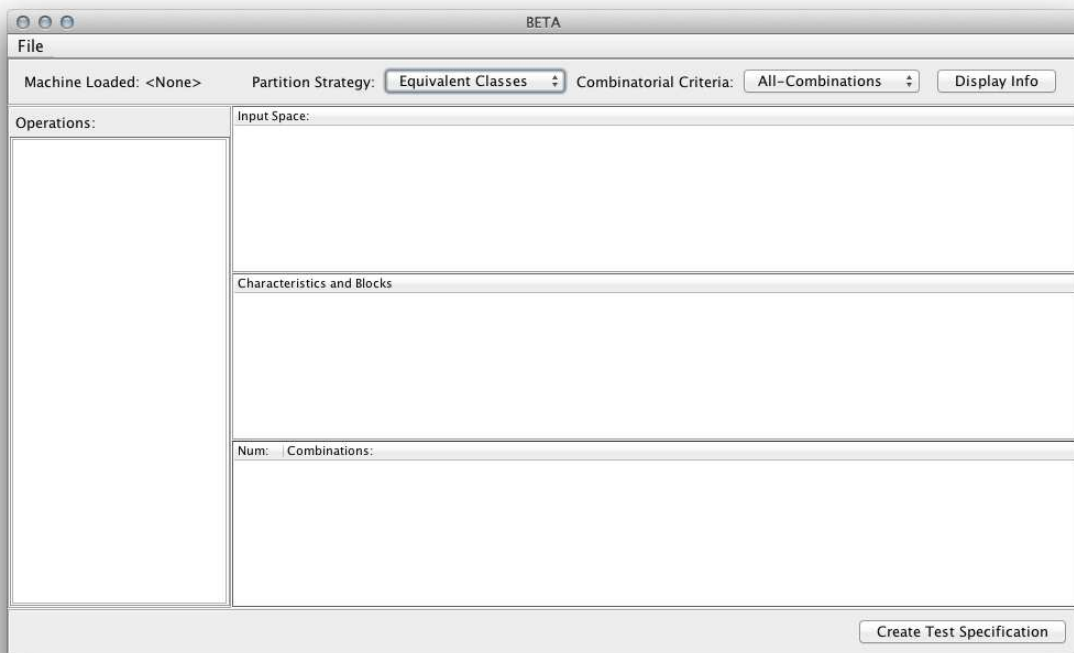 BETA
File
Machine Loaded: <None> Partition Strategy: Equivalent Classes Combinatorial Criteria: All-Combinations Display Info
Operations:
Input Space:
Characteristics and Blocks
Num: Combinations:
Create Test Specification